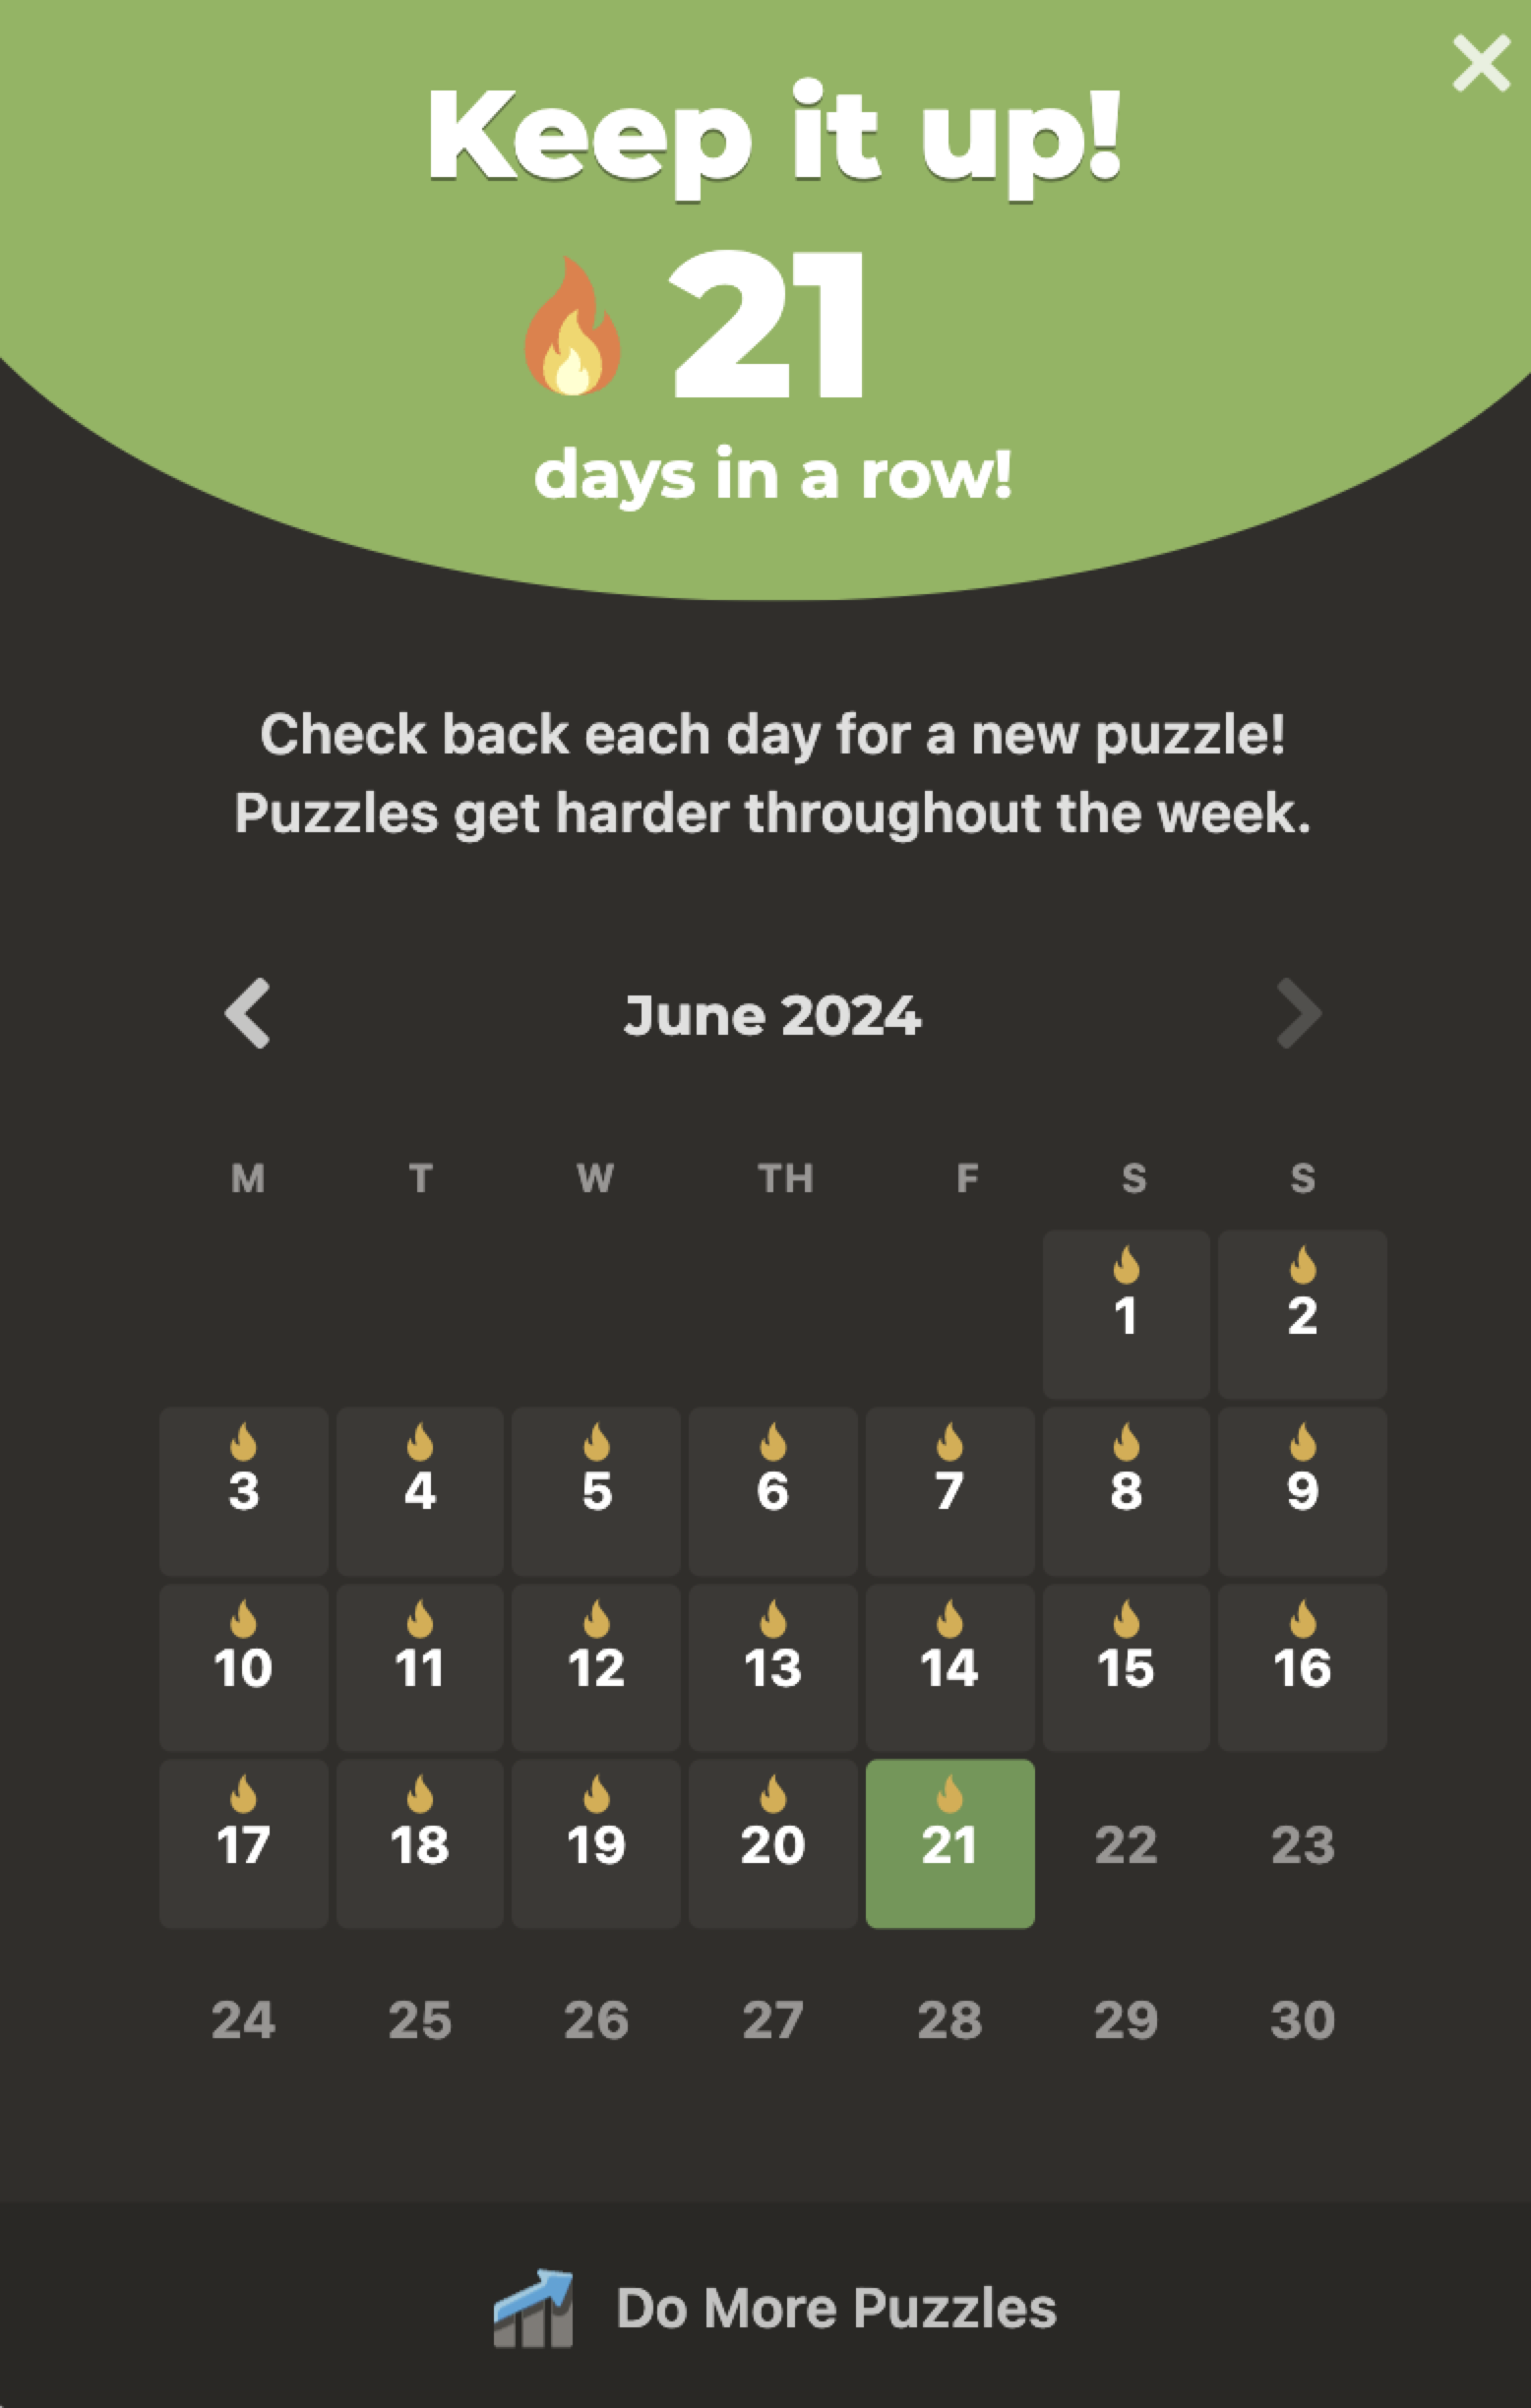 Keep it up!
21
days in a row!
Check back each day for a new puzzle!
Puzzles get harder throughout the week.
June 2024
M T W TH F S S
1 2
3 4 5 6 7 8 9
10 11 12 13 14 15 16
17 18 19 20 21 22 23
24 25 26 27 28 29 30
Do More Puzzles